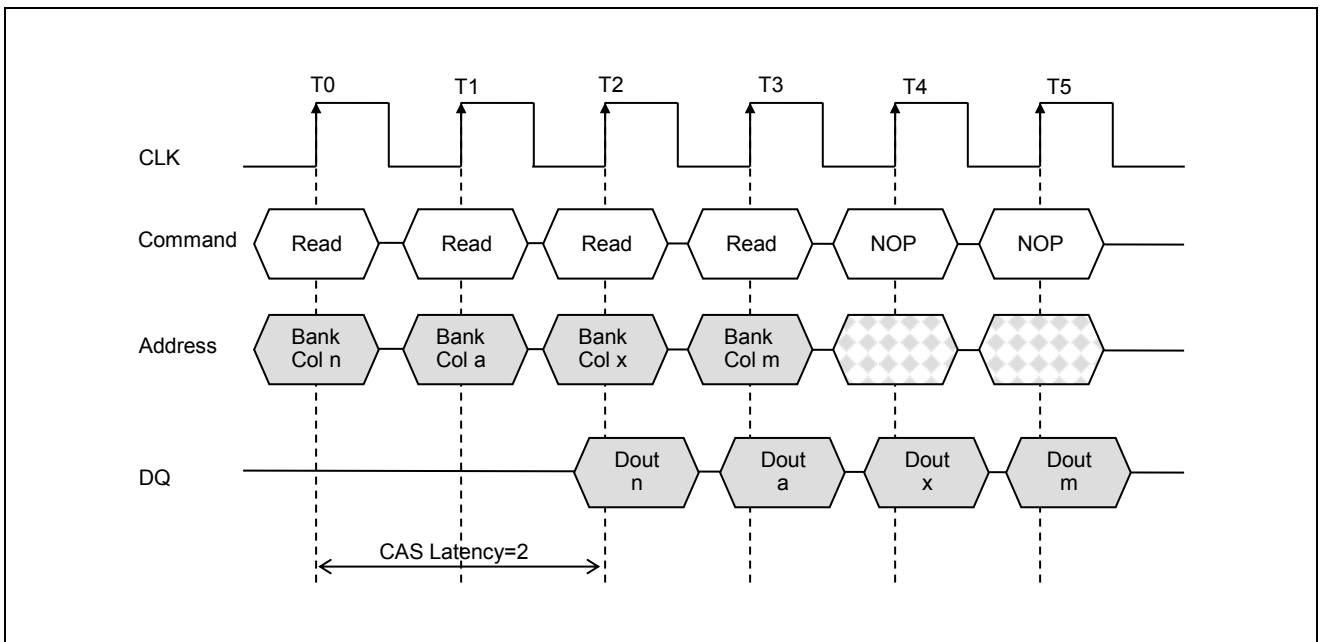 T0 T1 T2 T3 T4 T5
CLK
Command Read Read Read Read NOP NOP
Bank Bank Bank Bank
Address
Col n Col a Col x Col m
Dout Dout Dout Dout
DQ
n a x m
CAS Latency=2